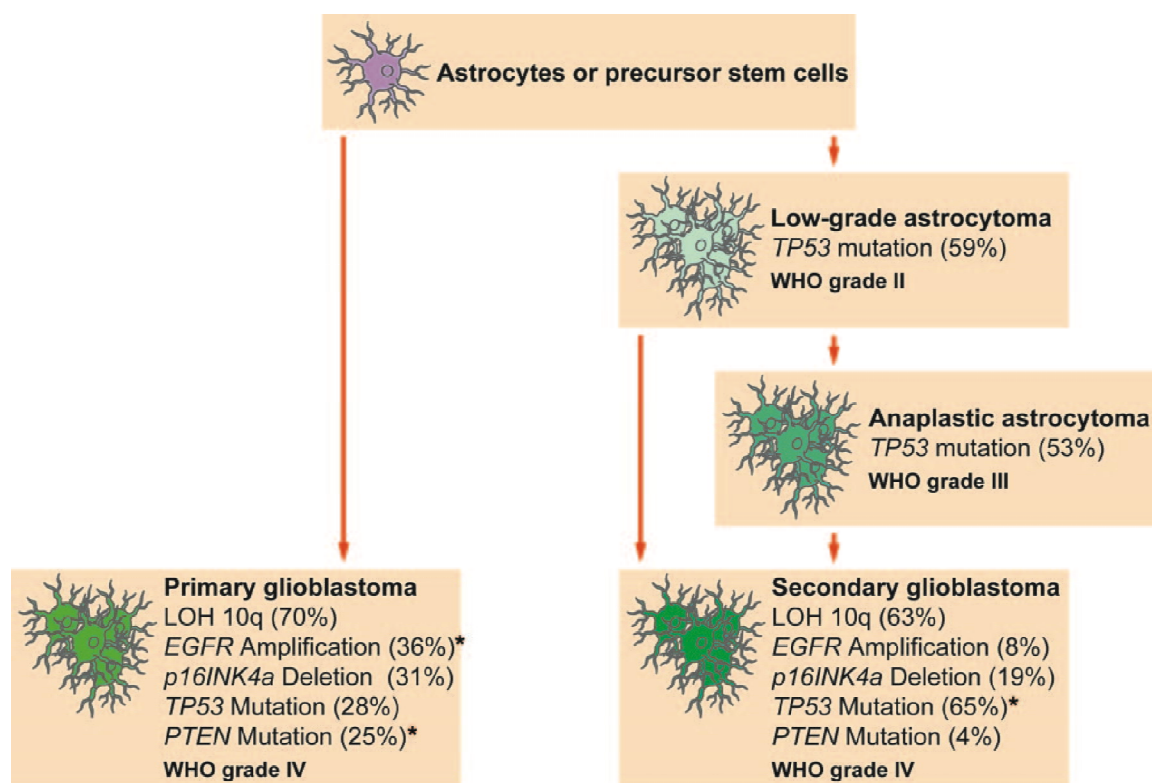 Astrocytes or precursor stem cells
Low-grade astrocytoma
TP53 mutation (59%)
WHO grade II
Anaplastic astrocytoma
TP53 mutation (53%)
WHO grade III
Primary glioblastoma
LOH 10q (70%)
EGFR Amplification (36%)*
p16INK4a Deletion (31%)
TP53 Mutation (28%)
PTEN Mutation (25%)*
WHO grade IV
Secondary glioblastoma
LOH 10q (63%)
EGFR Amplification (8%)
p16INK4a Deletion (19%)
TP53 Mutation (65%)*
PTEN Mutation (4%)
WHO grade IV